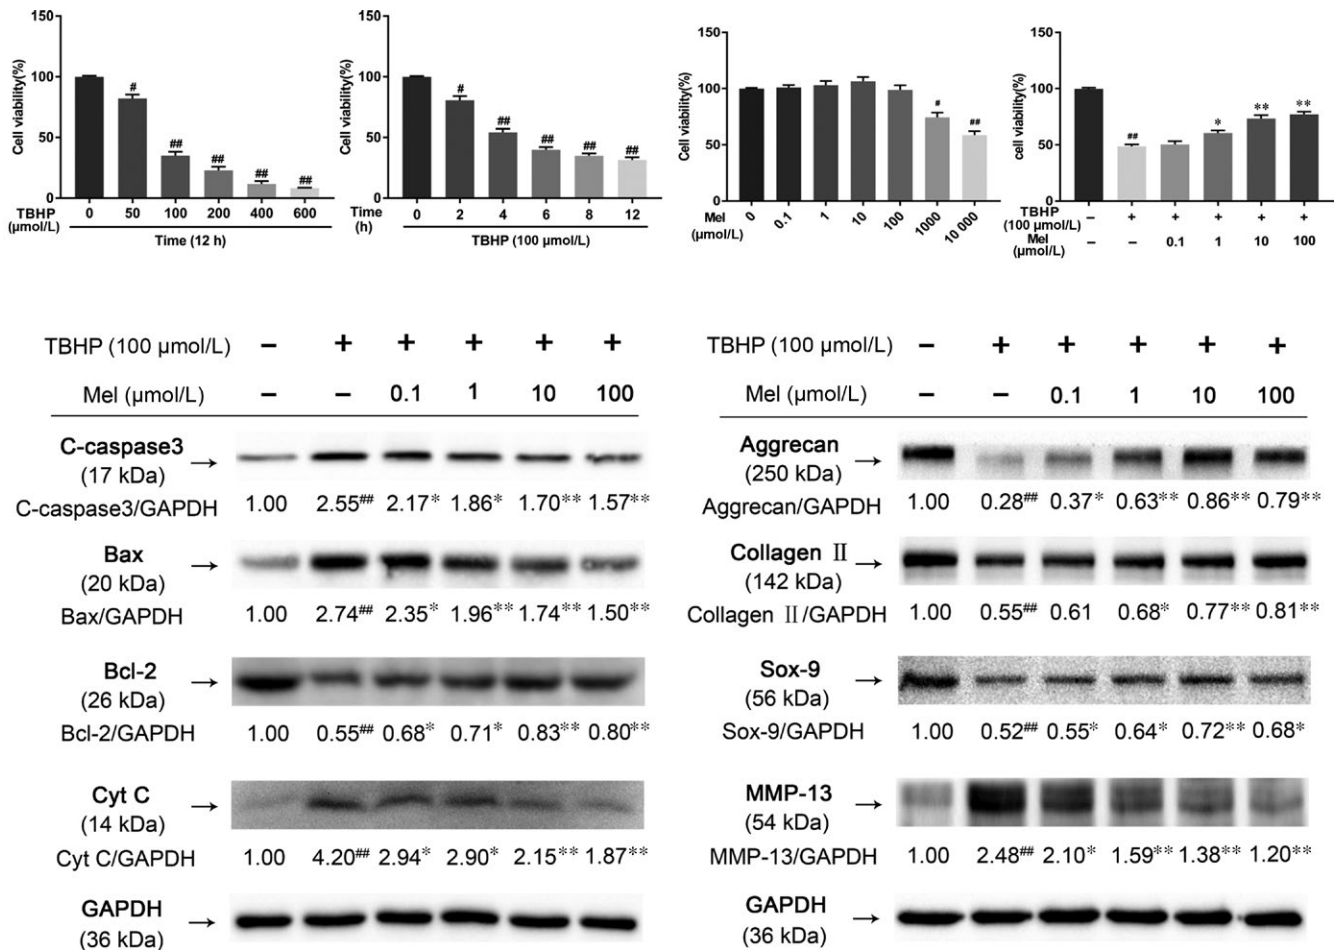 150
100
50
0
Cell viability(%)
# ## ## ## ##
TBHP 0 50 100 200 400 600
(μmol/L)
Time (12 h)
150
100
50
0
Cell viability(%)
# ## ## ## ##
Time 0 2 4 6 8 12
(h)
TBHP (100 μmol/L)
150
100
50
0
Cell viability(%)
# ##
Mel 0 0.1 1 10 100 1000 10 000
(μmol/L)
150
100
50
0
cell viability(%)
## * ** **
TBHP – + + + + +
(100 μmol/L)
Mel – – 0.1 1 10 100
(μmol/L)
TBHP (100 μmol/L) – + + + + +
Mel (μmol/L) – – 0.1 1 10 100
C-caspase3 →
(17 kDa)
C-caspase3/GAPDH 1.00 2.55## 2.17* 1.86* 1.70** 1.57**
Bax →
(20 kDa)
Bax/GAPDH 1.00 2.74## 2.35* 1.96** 1.74** 1.50**
Bcl-2 →
(26 kDa)
Bcl-2/GAPDH 1.00 0.55## 0.68* 0.71* 0.83** 0.80**
Cyt C →
(14 kDa)
Cyt C/GAPDH 1.00 4.20## 2.94* 2.90* 2.15** 1.87**
GAPDH →
(36 kDa)
TBHP (100 μmol/L) – + + + + +
Mel (μmol/L) – – 0.1 1 10 100
Aggrecan →
(250 kDa)
Aggrecan/GAPDH 1.00 0.28## 0.37* 0.63** 0.86** 0.79**
Collagen Ⅱ →
(142 kDa)
Collagen Ⅱ/GAPDH 1.00 0.55## 0.61 0.68* 0.77** 0.81**
Sox-9 →
(56 kDa)
Sox-9/GAPDH 1.00 0.52## 0.55* 0.64* 0.72** 0.68*
MMP-13 →
(54 kDa)
MMP-13/GAPDH 1.00 2.48## 2.10* 1.59** 1.38** 1.20**
GAPDH →
(36 kDa)